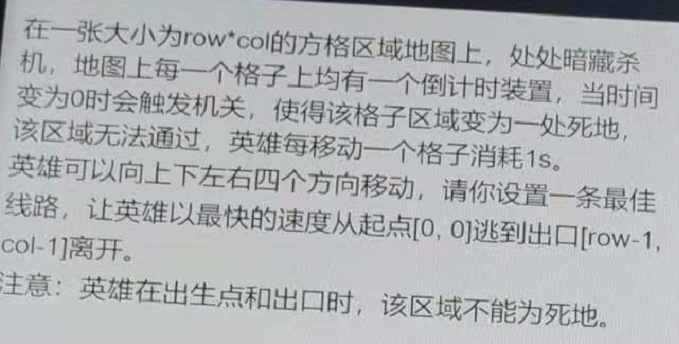 在一张大小为row*col的方格区域地图上，处处暗藏杀
机，地图上每一个格子上均有一个倒计时装置，当时间
变为0时会触发机关，使得该格子区域变为一处死地，
该区域无法通过，英雄每移动一个格子消耗1s。
英雄可以向上下左右四个方向移动，请你设置一条最佳
线路，让英雄以最快的速度从起点[0, 0]逃到出口[row-1,
col-1]离开。
注意：英雄在出生点和出口时，该区域不能为死地。